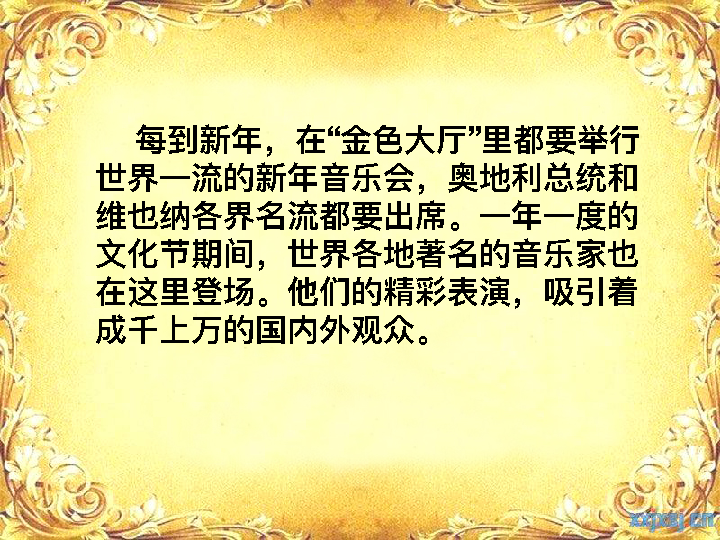 每到新年，在“金色大厅”里都要举行
世界一流的新年音乐会，奥地利总统和
维也纳各界名流都要出席。一年一度的
文化节期间，世界各地著名的音乐家也
在这里登场。他们的精彩表演，吸引着
成千上万的国内外观众。
xxjxsj.cn